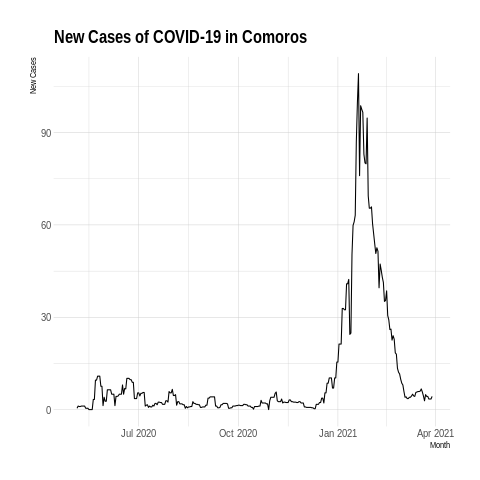 New Cases of COVID-19 in Comoros
New Cases
90
60
30
0
Jul 2020 Oct 2020 Jan 2021 Apr 2021
Month